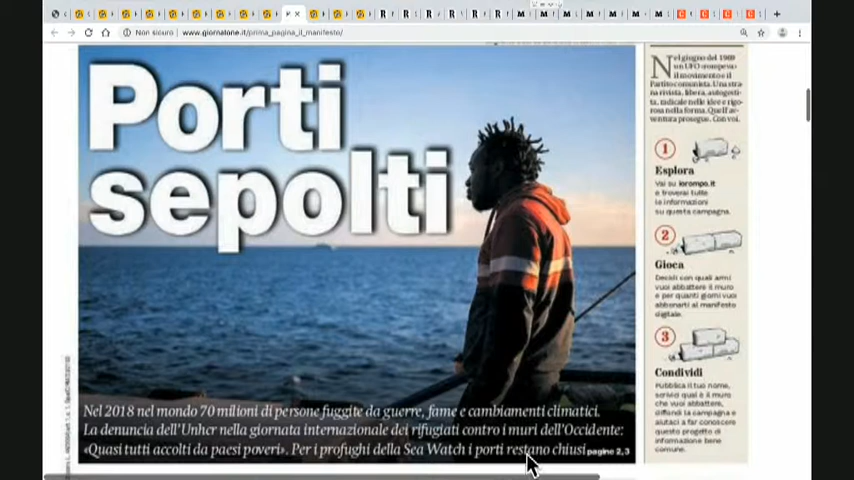 Non sicuro
www.giornalone.it/prima_pagina_il_manifesto/
Porti
sepolti
Nel 2018 nel mondo 70 milioni di persone fuggite da guerre, fame e cambiamenti climatici.
La denuncia dell'Unhcr nella giornata internazionale dei rifugiati contro i muri dell'Occidente:
«Quasi tutti accolti da paesi poveri». Per i profughi della Sea Watch i porti restano chiusi pagine 2,3
Nel giugno del 1969
un UFO rompeva
il movimento e il
Partito comunista. Una stra-
na rivista, libera, autogesti-
ta, radicale nelle idee e rigo-
rosa nella forma. Quell'av-
ventura prosegue. Con voi.
1
Esplora
Vai su iorompo.it
e troverai tutte
le informazioni
su questa campagna.
2
Gioca
Decidi con quali armi
vuoi abbattere il muro
e per quanti giorni vuoi
abbonarti al manifesto
digitale.
3
Condividi
Pubblica il tuo nome,
scrivici qual è il muro
che vuoi abbattere,
diffondi la campagna e
aiutaci a far conoscere
questo progetto di
informazione bene
comune.